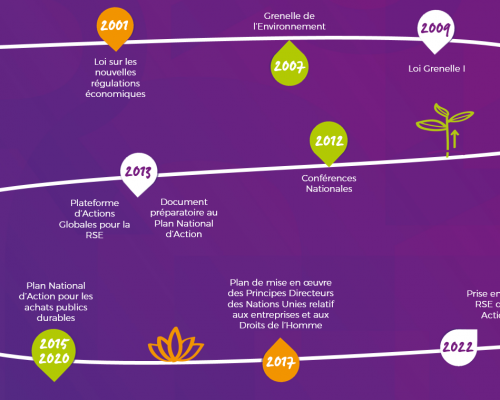 2001
Loi sur les
nouvelles
régulations
économiques
Grenelle de
l'Environnement
2007
2009
Loi Grenelle I
2012
Conférences
Nationales
2013
Plateforme
d'Actions
Globales pour la
RSE
Document
préparatoire au
Plan National
d'Action
Plan National
d'Action pour les
achats publics
durables
2015
2020
Plan de mise en œuvre
des Principes Directeurs
des Nations Unies relatif
aux entreprises et aux
Droits de l'Homme
2017
Prise en
RSE d
Actio
2022